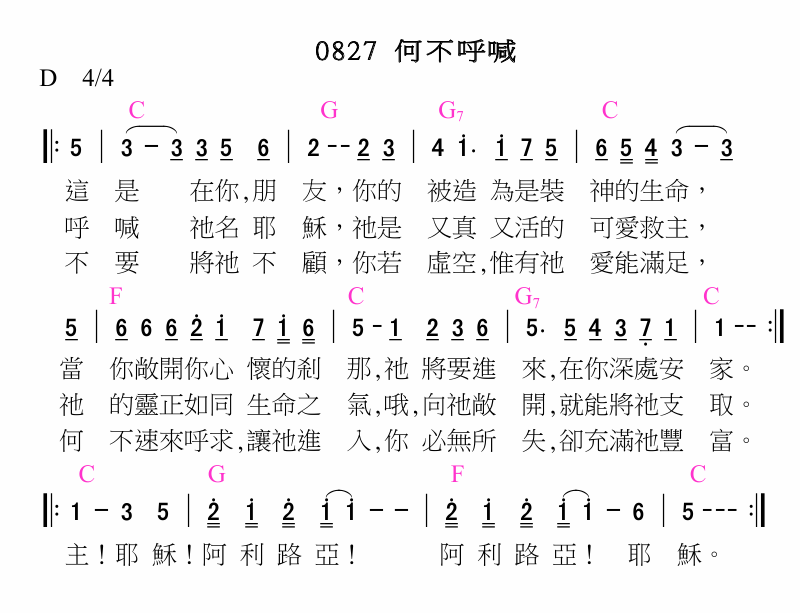 0827 何不呼喊
D 4/4
C G G7 C
5 | 3 － 3 3 5 6 | 2 -- 2 3 | 4 i. i 7 5 | 6 5 4 3 － 3
這 是 在你,朋 友，你的 被造 為是裝 神的生命，
呼 喊 祂名 耶 穌，祂是 又真 又活的 可愛救主，
不 要 將祂 不 顧，你若 虛空,惟有祂 愛能滿足，
F C G7 C
5 | 6 6 6 2 i 7 i 6 | 5 - 1 2 3 6 | 5. 5 4 3 7 1 | 1 --
當 你敞開你心 懷的剎 那,祂 將要進 來,在你深處安 家。
祂 的靈正如同 生命之 氣,哦,向祂敞 開,就能將祂支 取。
何 不速來呼求,讓祂進 入,你 必無所 失,卻充滿祂豐 富。
C G F C
1 － 3 5 | 2 i 2 i i － － | 2 i 2 i i － 6 | 5 ---
主！耶 穌！阿 利 路 亞！ 阿 利 路 亞！ 耶 穌。